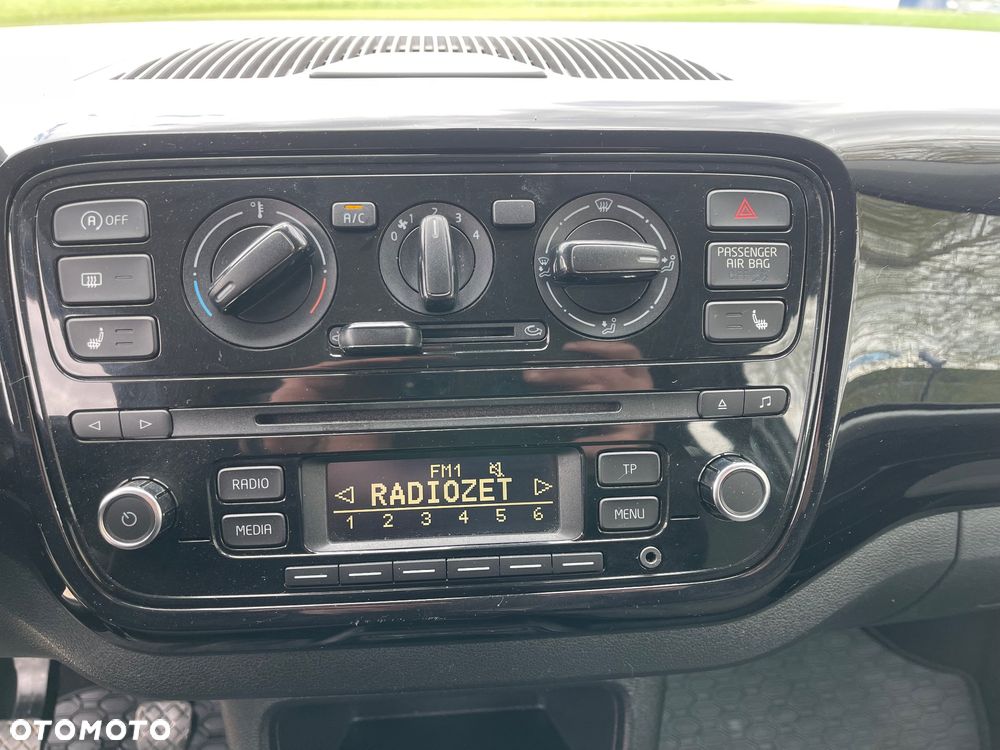 A OFF
A/C
0 1 2 3 4
PASSENGER
AIR BAG
RADIO
MEDIA
FM1
RADIOZET
1 2 3 4 5 6
TP
MENU
OTOMOTO